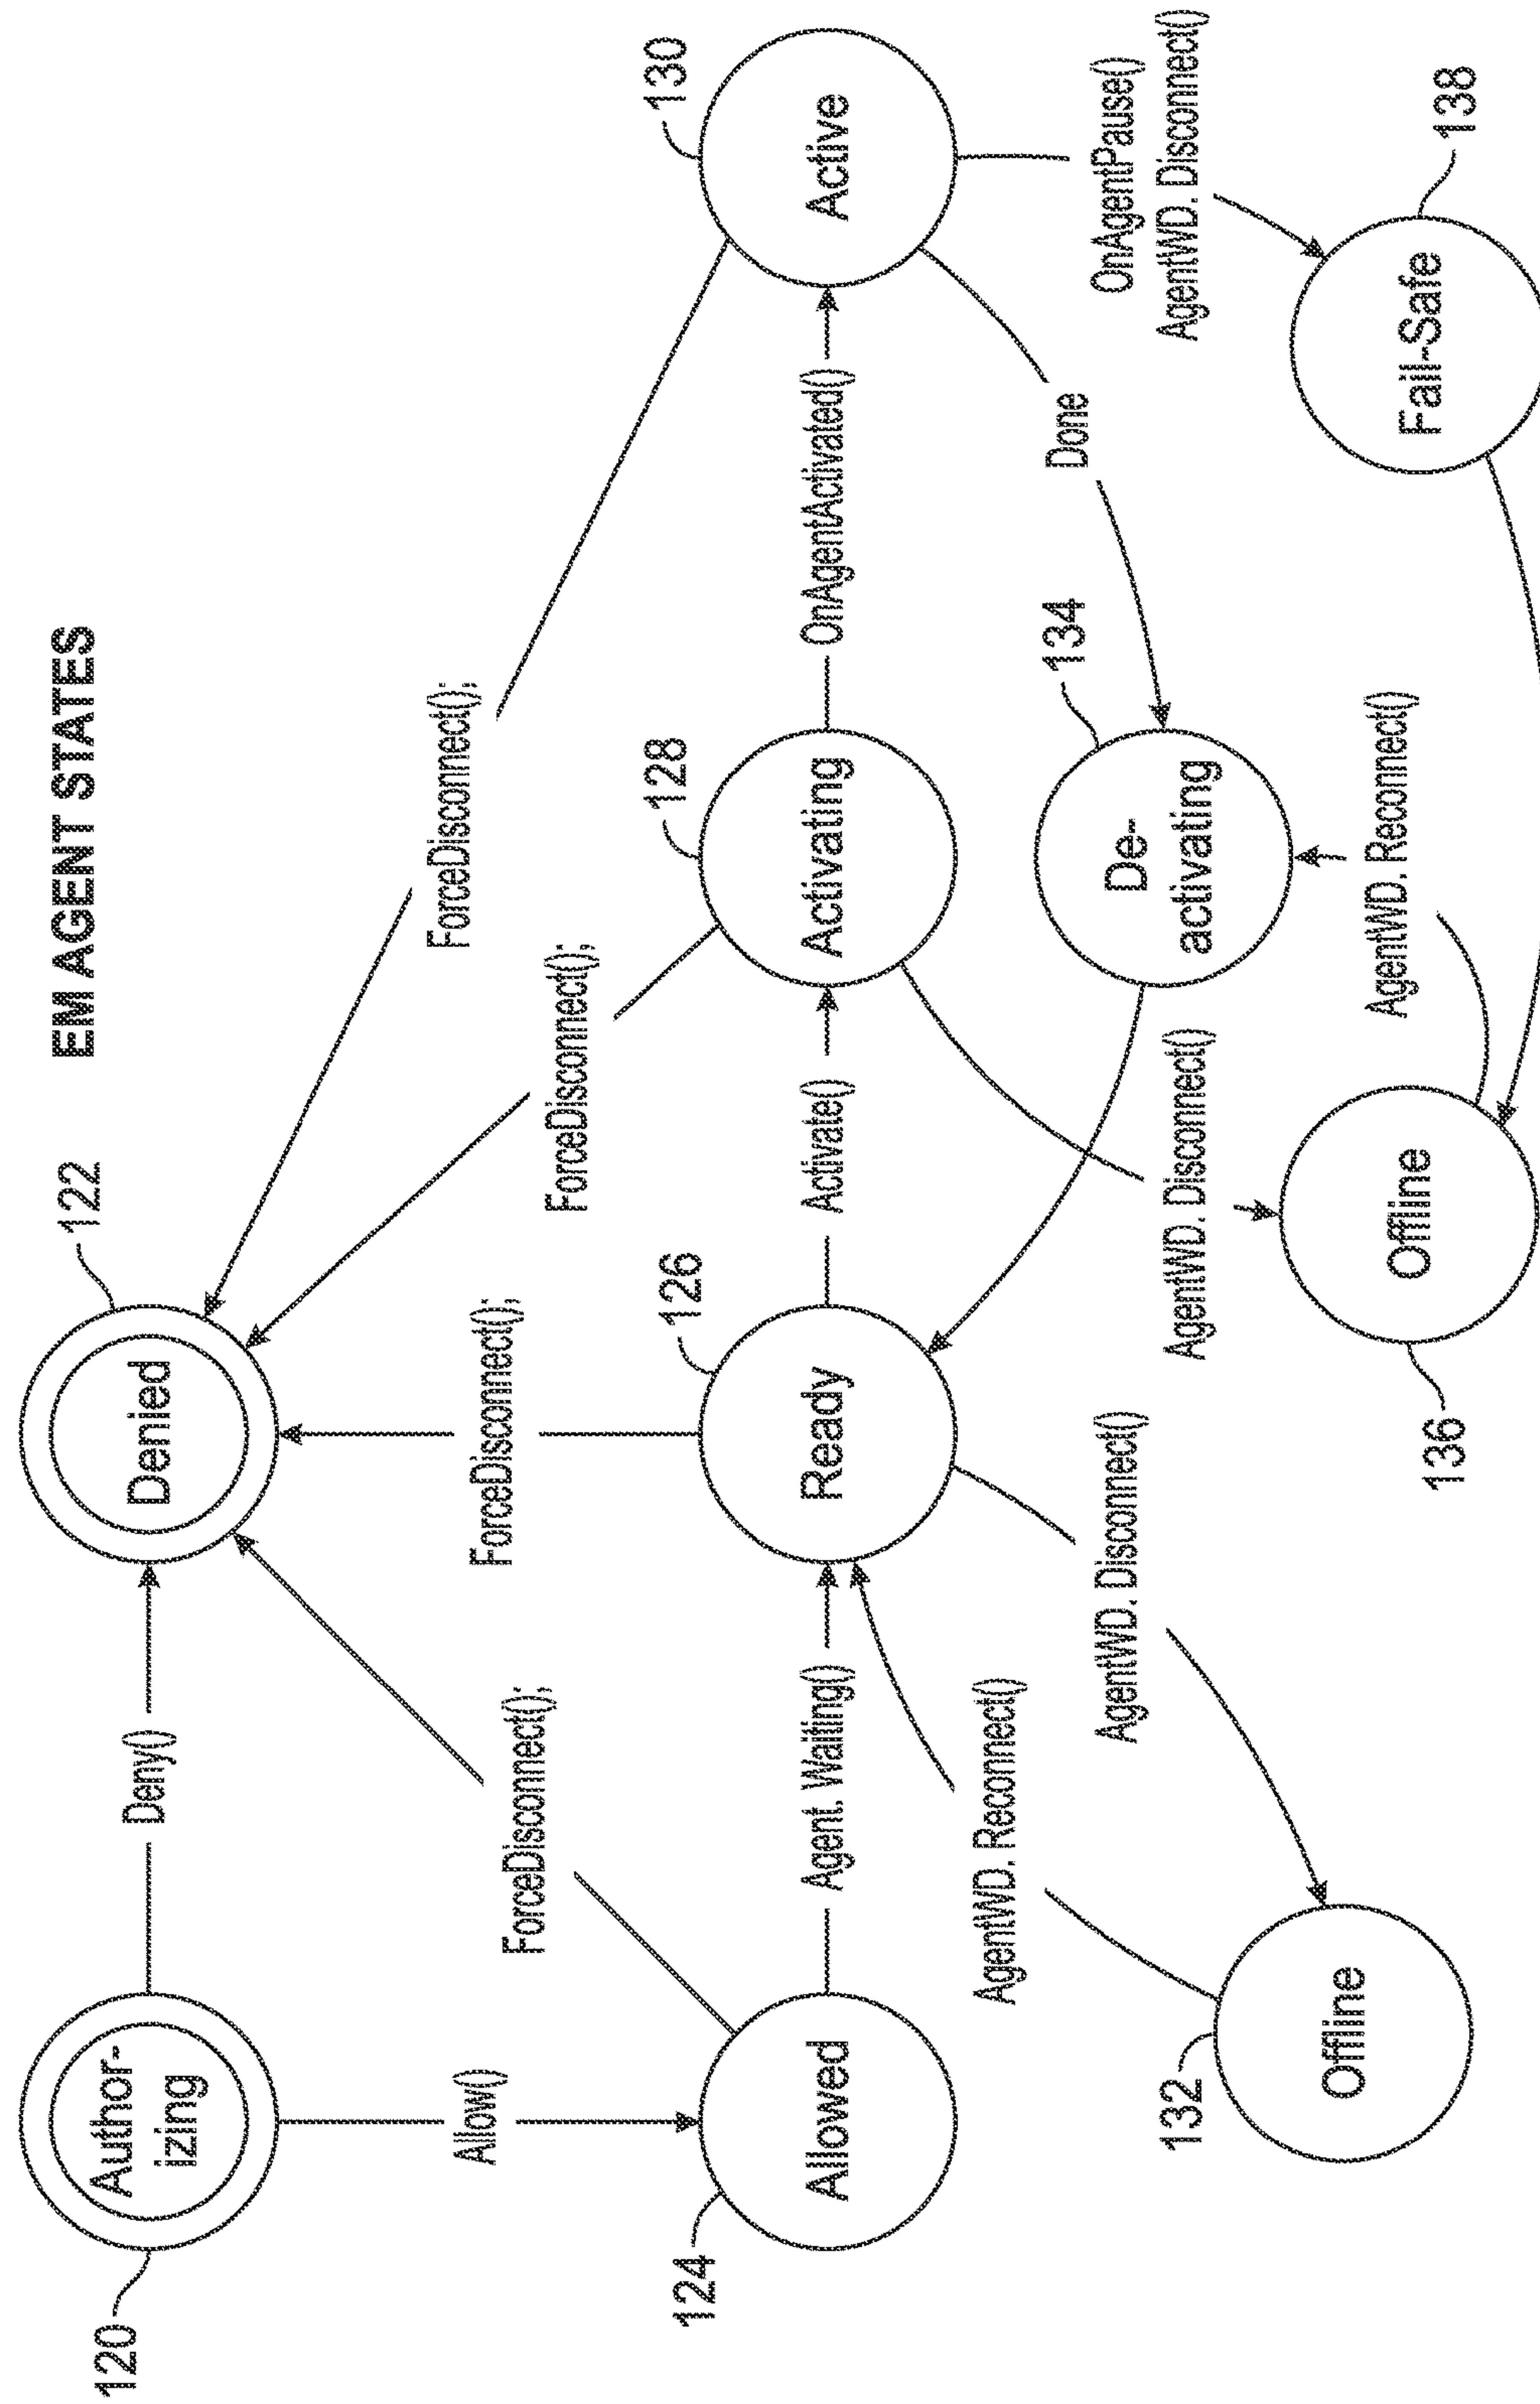 EM AGENT STATES
120
Author-
izing
Deny()
122
Denied
Allow()
ForceDisconnect();
ForceDisconnect();
ForceDisconnect();
ForceDisconnect();
124
Allowed
Agent. Waiting()
126
Ready
Activate()
128
Activating
OnAgentActivated()
130
Active
AgentWD. Reconnect()
AgentWD. Disconnect()
AgentWD. Disconnect()
134
De-
activating
Done
OnAgentPause()
AgentWD. Disconnect()
132
Offline
136
Offline
AgentWD. Reconnect()
Fail-Safe
138